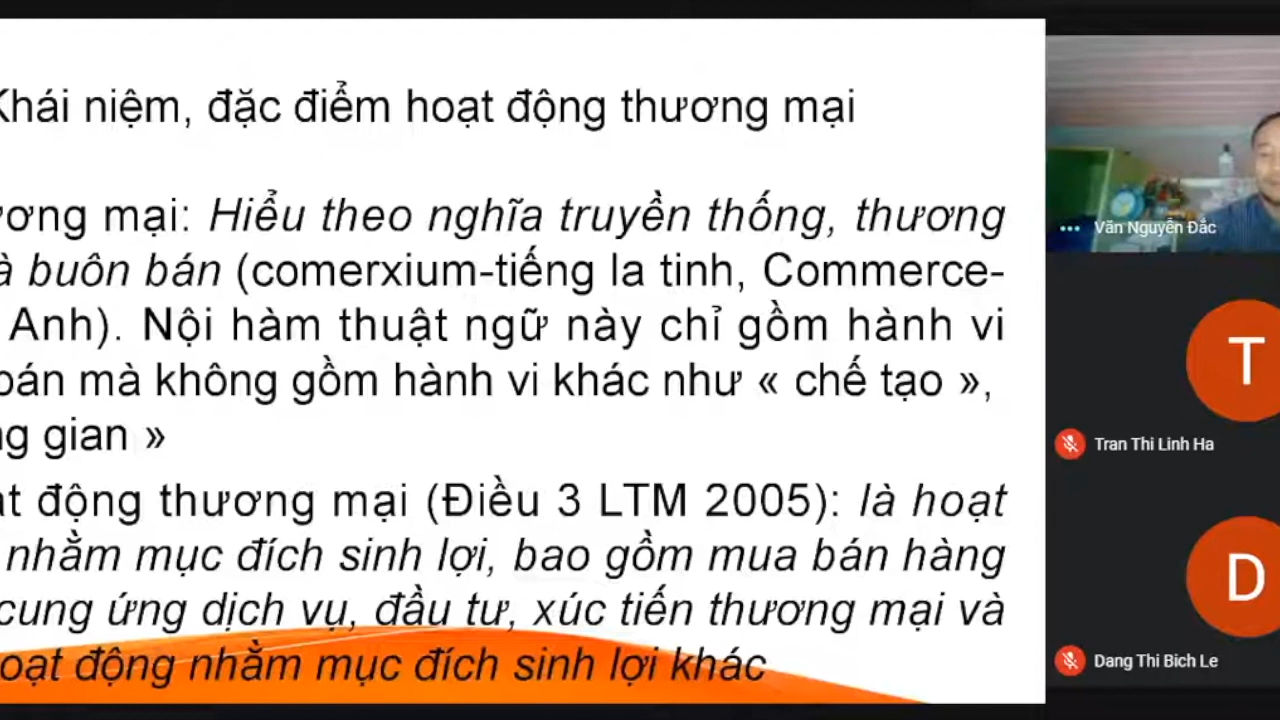 Khái niệm, đặc điểm hoạt động thương mại
mại: Hiểu theo nghĩa truyền thống, thương
buôn bán (comerxium-tiếng la tinh, Commerce-
Anh). Nội hàm thuật ngữ này chỉ gồm hành vi
mà không gồm hành vi khác như « chế tạo »,
gian »
động thương mại (Điều 3 LTM 2005): là hoạt
nhằm mục đích sinh lợi, bao gồm mua bán hàng
cung ứng dịch vụ, đầu tư, xúc tiến thương mại và
động nhằm mục đích sinh lợi khác
Văn Nguyễn Đắc
T
Tran Thi Linh Ha
D
Dang Thi Bich Le